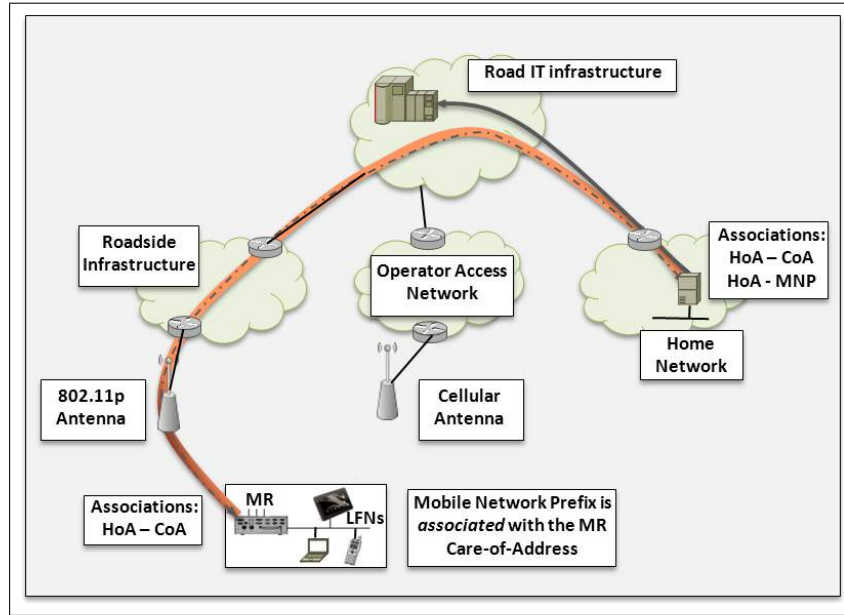 Road IT infrastructure
Roadside
Infrastructure
Operator Access
Network
Associations:
HoA – CoA
HoA - MNP
Home
Network
802.11p
Antenna
Cellular
Antenna
Associations:
HoA – CoA
MR
LFNs
Mobile Network Prefix is
associated with the MR
Care-of-Address